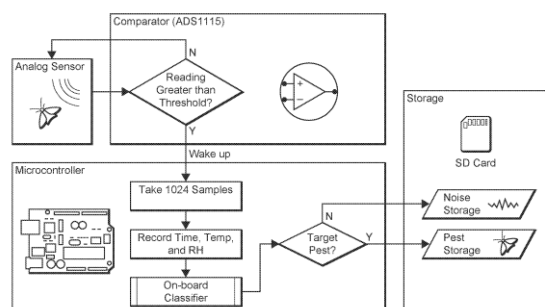 Comparator (ADS1115)
N
Analog Sensor
Reading
Greater than
Threshold?
Y
Wake up
Storage
SD Card
Microcontroller
Take 1024 Samples
Record Time, Temp,
and RH
On-board
Classifier
Target
Pest?
N
Y
Noise
Storage
Pest
Storage